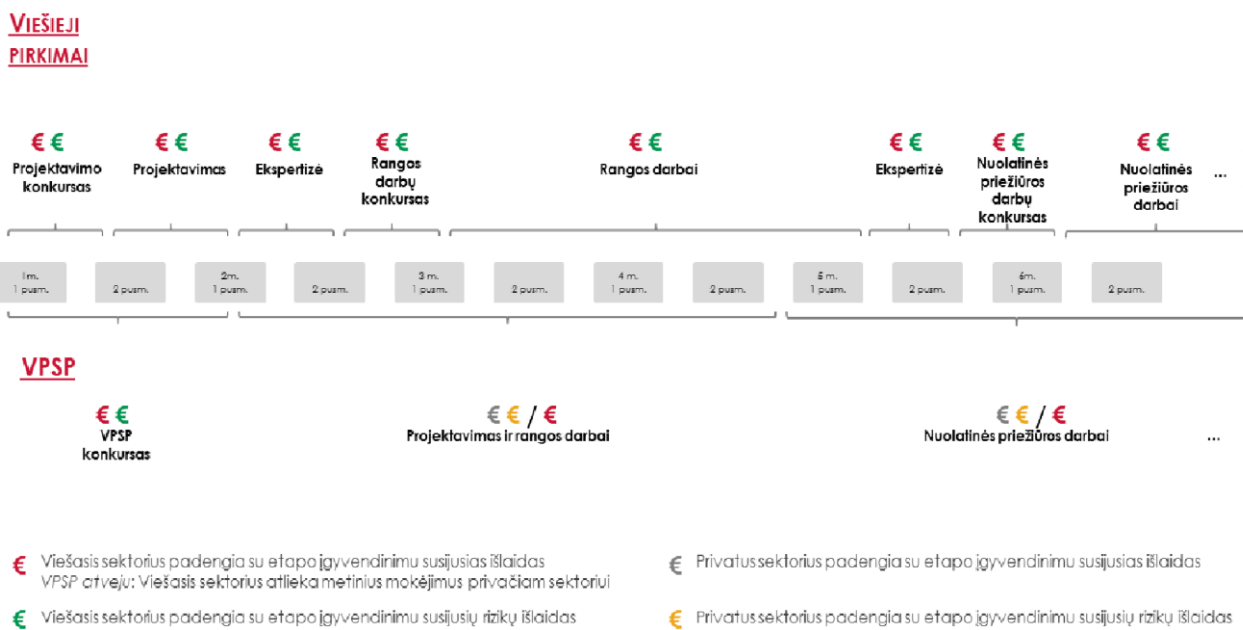 VIEŠIEJI
PIRKIMAI
€ € € € € € € € € € € € € € € €
Projektavimo
konkursas
Projektavimas
Ekspertizė
Rangos
darbų
konkursas
Rangos darbai
Ekspertizė
Nuolatinės
priežiūros
darbų
konkursas
Nuolatinės
priežiūros
darbai
...
1m.
1 pusm.
2 pusm.
2m.
1 pusm.
2 pusm.
3 m.
1 pusm.
2 pusm.
4 m.
1 pusm.
2 pusm.
5 m.
1 pusm.
2 pusm.
6m.
1 pusm.
2 pusm.
VPSP
€ €
VPSP
konkursas
€ € / €
Projektavimas ir rangos darbai
€ € / €
Nuolatinės priežiūros darbai
...
€ Viešasis sektorius padengia su etapo įgyvendinimu susijusias išlaidas
VPSP atveju: Viešasis sektorius atlieka metinius mokėjimus privačiam sektoriui
€ Privatus sektorius padengia su etapo įgyvendinimu susijusias išlaidas
€ Viešasis sektorius padengia su etapo įgyvendinimu susijusių rizikų išlaidas
€ Privatus sektorius padengia su etapo įgyvendinimu susijusių rizikų išlaidas